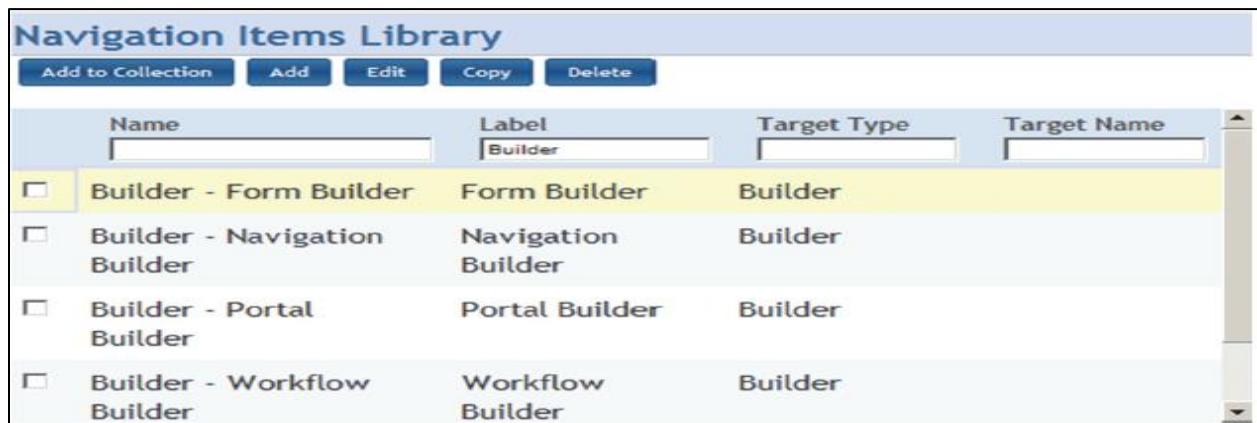 Navigation Items Library
Add to Collection Add Edit Copy Delete
Name Label Target Type Target Name
Builder
Builder - Form Builder Form Builder Builder
Builder - Navigation Navigation Builder
Builder Builder
Builder - Portal Portal Builder Builder
Builder
Builder - Workflow Workflow Builder
Builder Builder